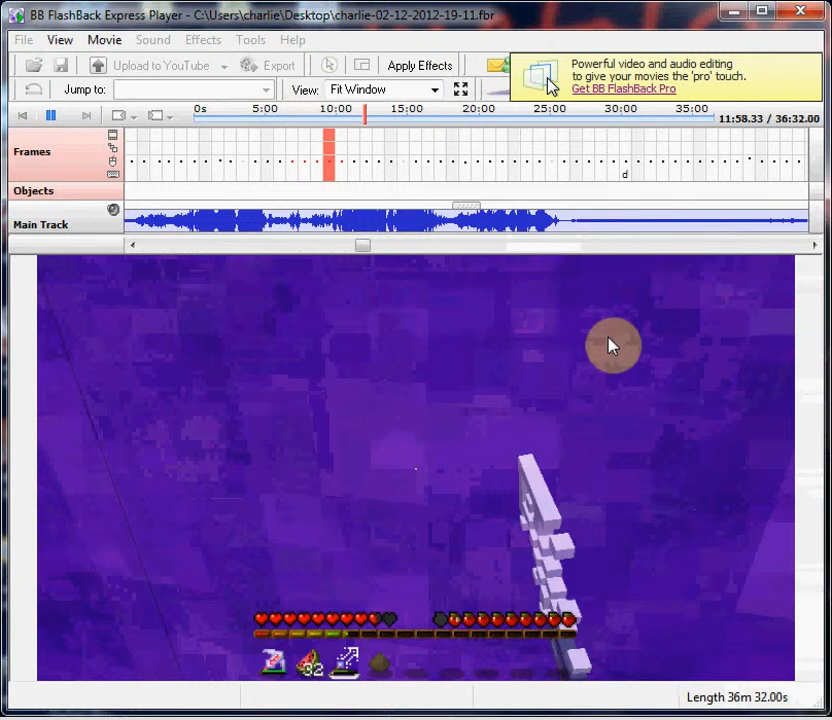 BB FlashBack Express Player - C:\Users\charlie\Desktop\charlie-02-12-2012-19-11.fbr
File View Movie Sound Effects Tools Help
Upload to YouTube Export Apply Effects
Powerful video and audio editing
to give your movies the 'pro' touch.
Get BB FlashBack Pro
Jump to: View: Fit Window
0s 5:00 10:00 15:00 20:00 25:00 30:00 35:00
11:58.33 / 36:32.00
Frames
d
Objects
Main Track
32
Length 36m 32.00s